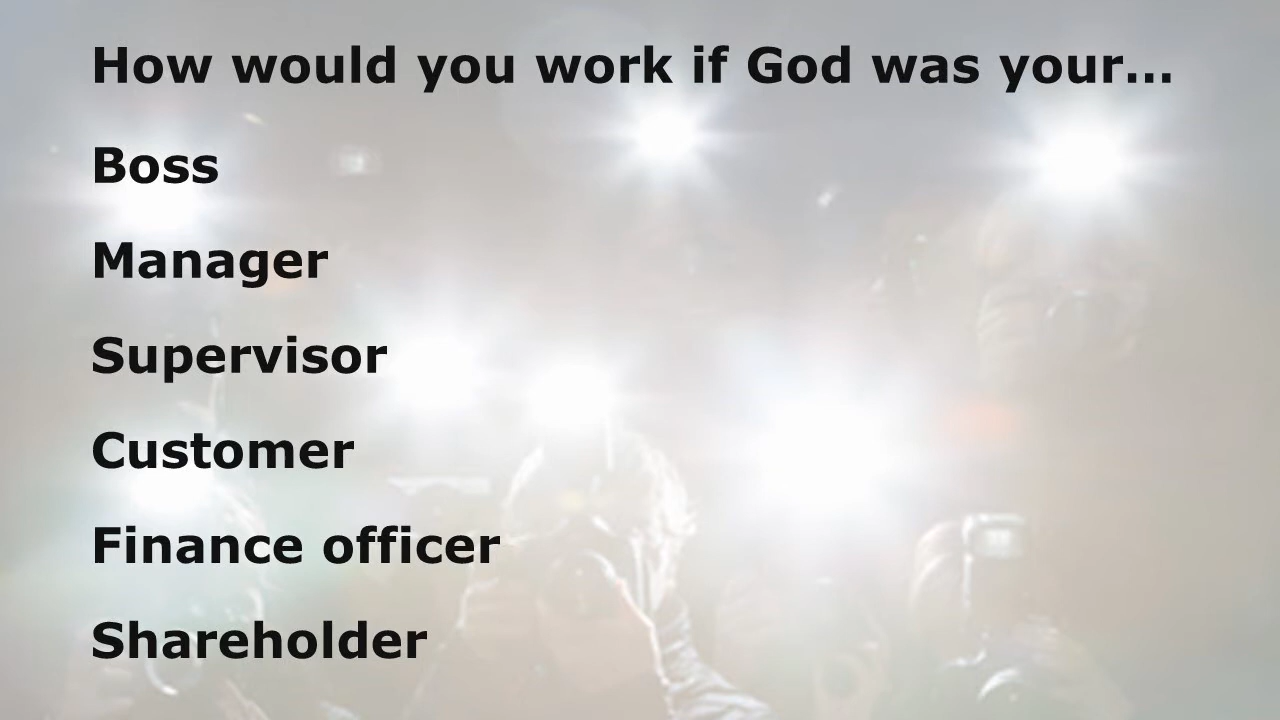 How would you work if God was your...
Boss
Manager
Supervisor
Customer
Finance officer
Shareholder